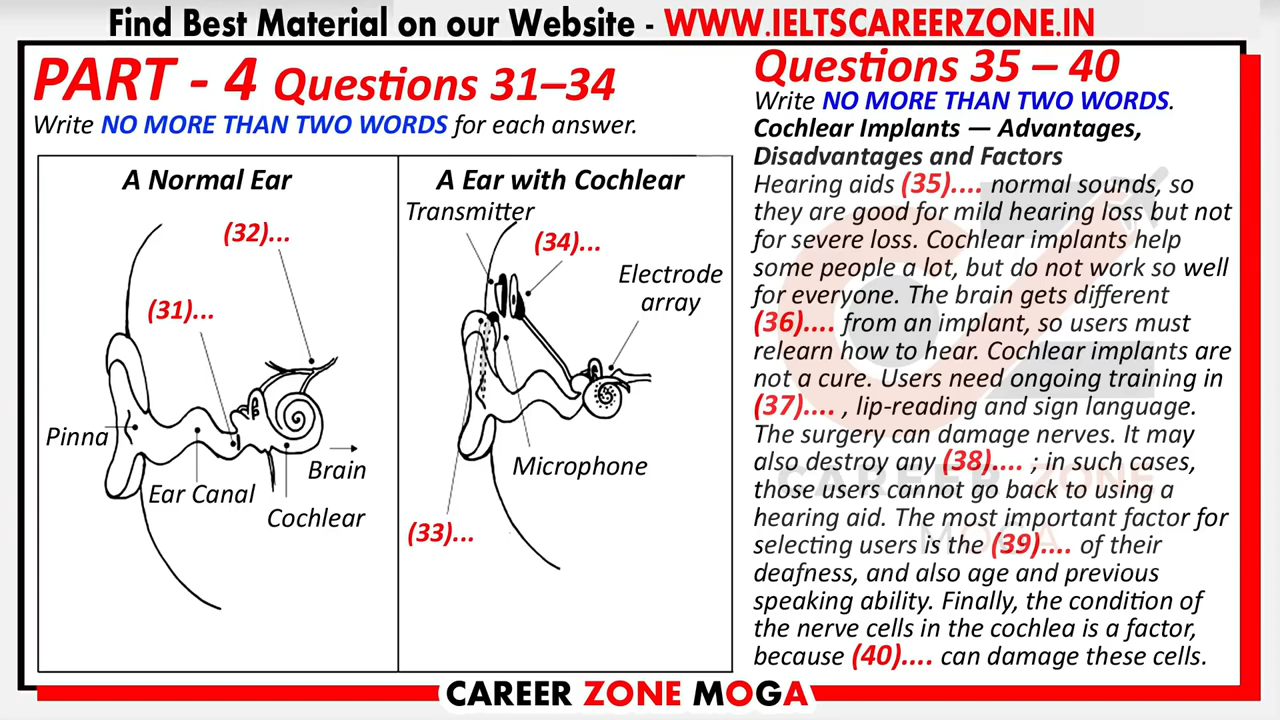 Find Best Material on our Website - WWW.IELTSCAREERZONE.IN
PART - 4 Questions 31–34
Write NO MORE THAN TWO WORDS for each answer.
A Normal Ear
(32)...
(31)...
Pinna
Ear Canal
Brain
Cochlear
A Ear with Cochlear
Transmitter
(34)...
Electrode
array
Microphone
(33)...
Questions 35 – 40
Write NO MORE THAN TWO WORDS.
Cochlear Implants — Advantages,
Disadvantages and Factors
Hearing aids (35).... normal sounds, so
they are good for mild hearing loss but not
for severe loss. Cochlear implants help
some people a lot, but do not work so well
for everyone. The brain gets different
(36).... from an implant, so users must
relearn how to hear. Cochlear implants are
not a cure. Users need ongoing training in
(37).... , lip-reading and sign language.
The surgery can damage nerves. It may
also destroy any (38).... ; in such cases,
those users cannot go back to using a
hearing aid. The most important factor for
selecting users is the (39).... of their
deafness, and also age and previous
speaking ability. Finally, the condition of
the nerve cells in the cochlea is a factor,
because (40).... can damage these cells.
CAREER ZONE
MOGA
CAREER ZONE MOGA